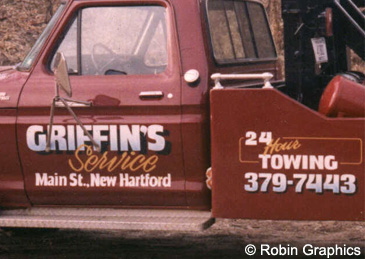 GRIFFIN'S
Service
Main St., New Hartford
24
Hour
TOWING
379-7443
© Robin Graphics